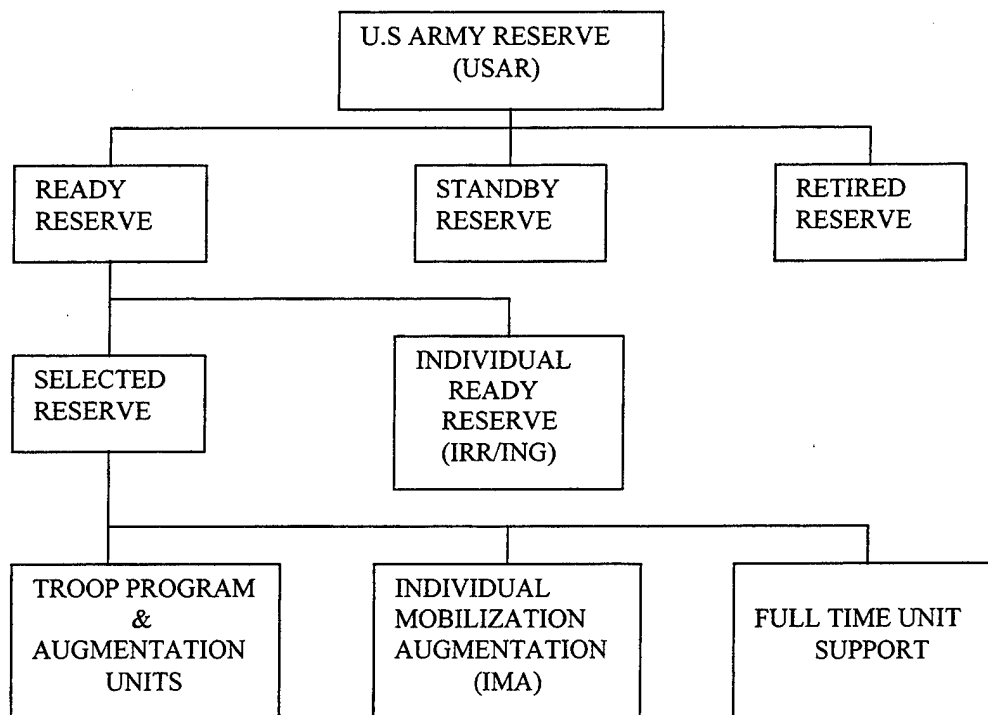 U.S ARMY RESERVE
(USAR)
READY
RESERVE
STANDBY
RESERVE
RETIRED
RESERVE
SELECTED
RESERVE
INDIVIDUAL
READY
RESERVE
(IRR/ING)
TROOP PROGRAM
&
AUGMENTATION
UNITS
INDIVIDUAL
MOBILIZATION
AUGMENTATION
(IMA)
FULL TIME UNIT
SUPPORT